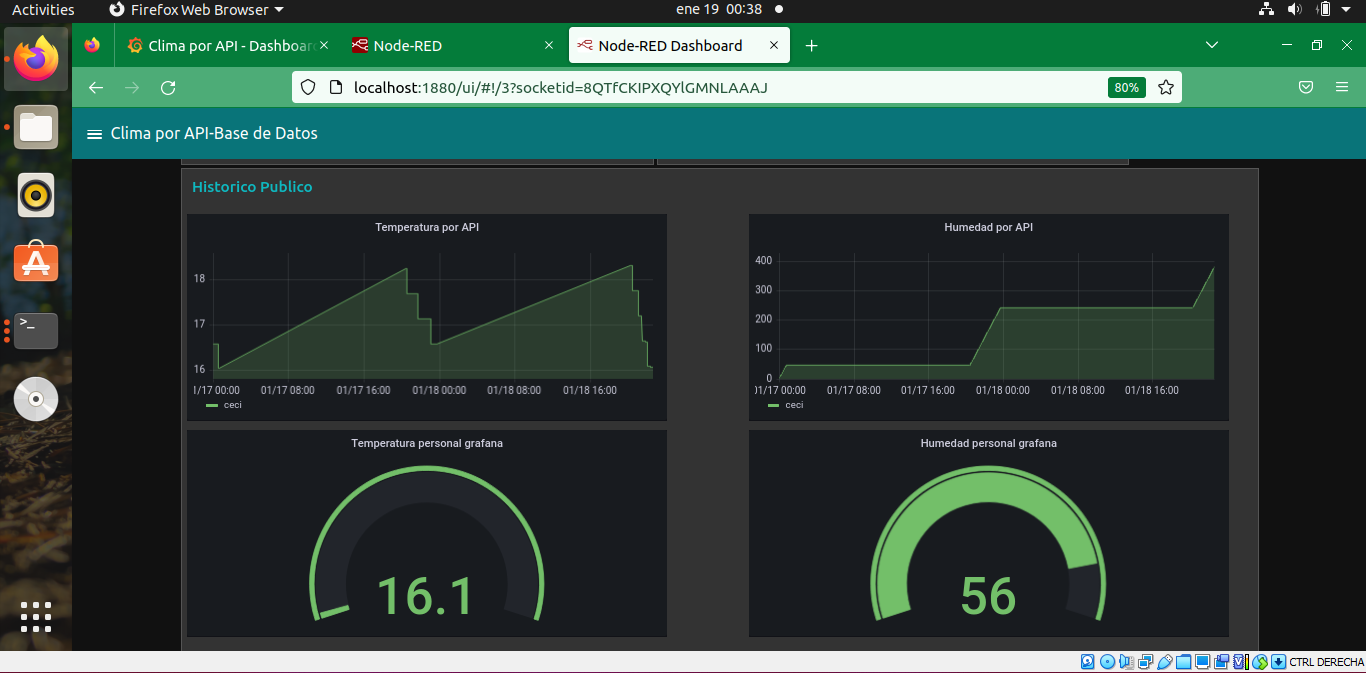 Activities
Firefox Web Browser
ene 19 00:38
Clima por API - Dashboar
Node-RED
Node-RED Dashboard
localhost:1880/ui/#!/3?socketid=8QTfCKIPXQYlGMNLAAAJ
80%
Clima por API-Base de Datos
Historico Publico
Temperatura por API
18
17
16
1/17 00:00 01/17 08:00 01/17 16:00 01/18 00:00 01/18 08:00 01/18 16:00
ceci
Humedad por API
400
300
200
100
0
1/17 00:00 01/17 08:00 01/17 16:00 01/18 00:00 01/18 08:00 01/18 16:00
ceci
Temperatura personal grafana
16.1
Humedad personal grafana
56
CTRL DERECHA